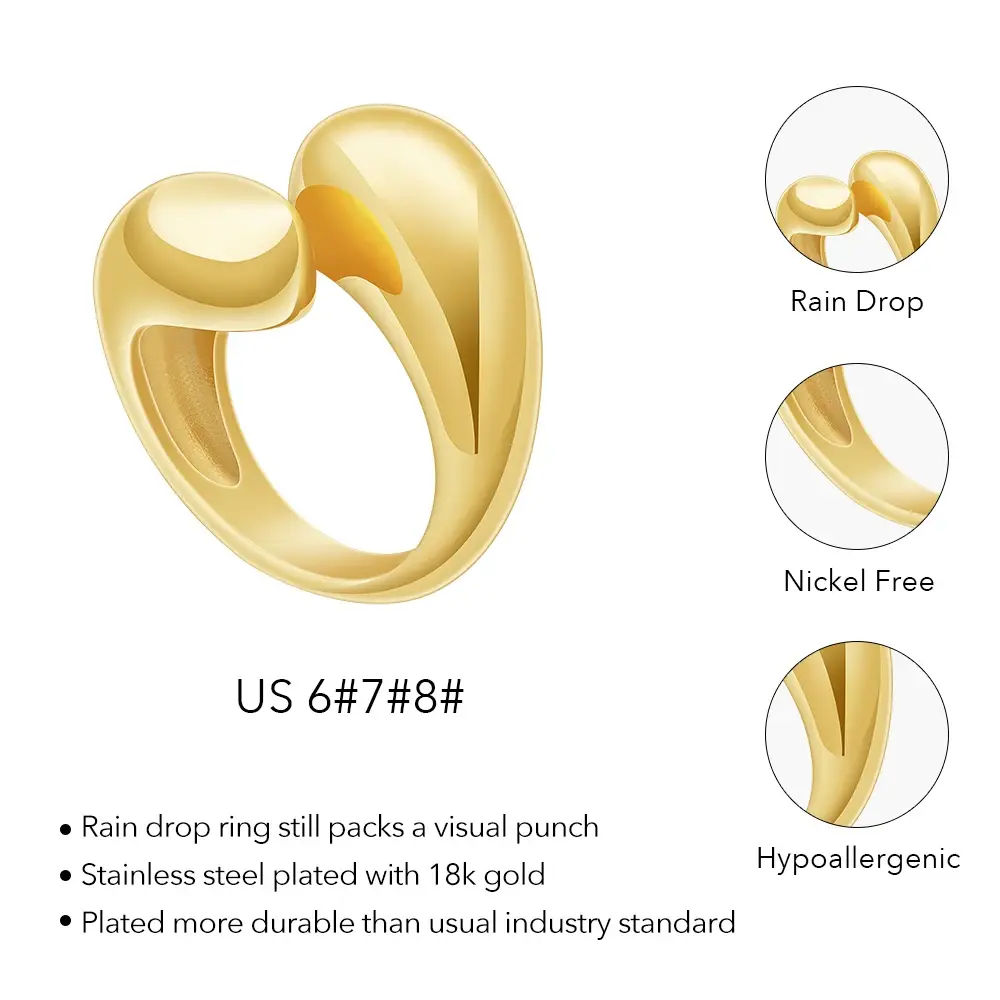 Rain Drop
Nickel Free
US 6#7#8#
• Rain drop ring still packs a visual punch
• Stainless steel plated with 18k gold
• Plated more durable than usual industry standard
Hypoallergenic